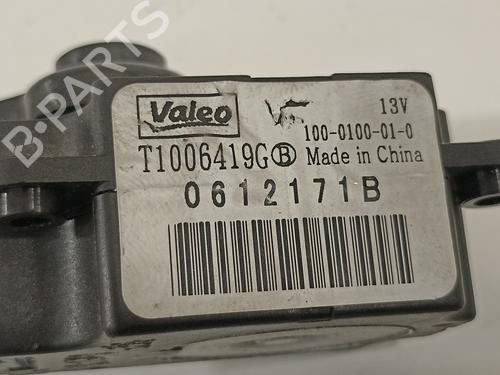 B-PARTS
Valeo
13V
100-0100-01-0
T1006419G B Made in China
0612171B